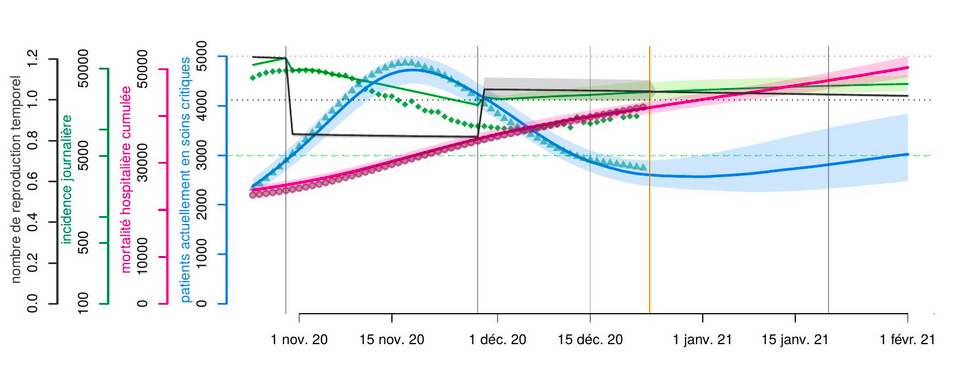 nombre de reproduction temporel
0.0
0.2
0.4
0.6
0.8
1.0
1.2
incidence journalière
100
500
5000
50000
mortalité hospitalière cumulée
0
10000
30000
50000
patients actuellement en soins critiques
0
1000
2000
3000
4000
5000
1 nov. 20
15 nov. 20
1 déc. 20
15 déc. 20
1 janv. 21
15 janv. 21
1 févr. 21